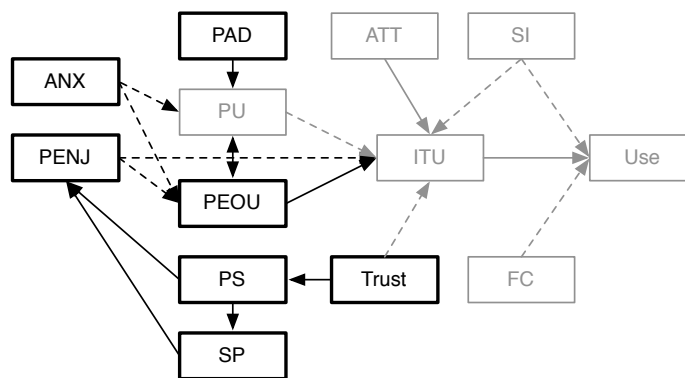 PAD
ATT
SI
ANX
PU
PENJ
ITU
Use
PEOU
PS
Trust
FC
SP